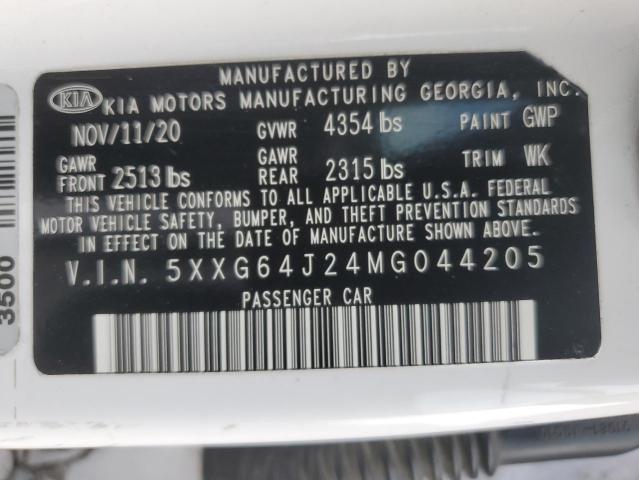 MANUFACTURED BY
KIA KIA MOTORS MANUFACTURING GEORGIA, INC.
NOV/11/20 GVWR 4354 lbs PAINT GWP
GAWR FRONT 2513 lbs GAWR REAR 2315 lbs TRIM WK
THIS VEHICLE CONFORMS TO ALL APPLICABLE U.S.A. FEDERAL
MOTOR VEHICLE SAFETY, BUMPER, AND THEFT PREVENTION STANDARDS
IN EFFECT ON THE DATE OF MANUFACTURE SHOWN ABOVE.
V.I.N. 5XXG64J24MG044205
PASSENGER CAR
3500